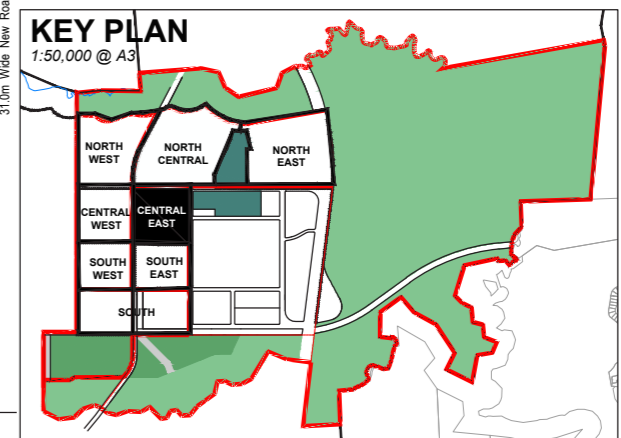 31.0m Wide New Roa
KEY PLAN
1:50,000 @ A3
NORTH
WEST
NORTH
CENTRAL
NORTH
EAST
CENTRAL
WEST
CENTRAL
EAST
SOUTH
WEST
SOUTH
EAST
SOUTH